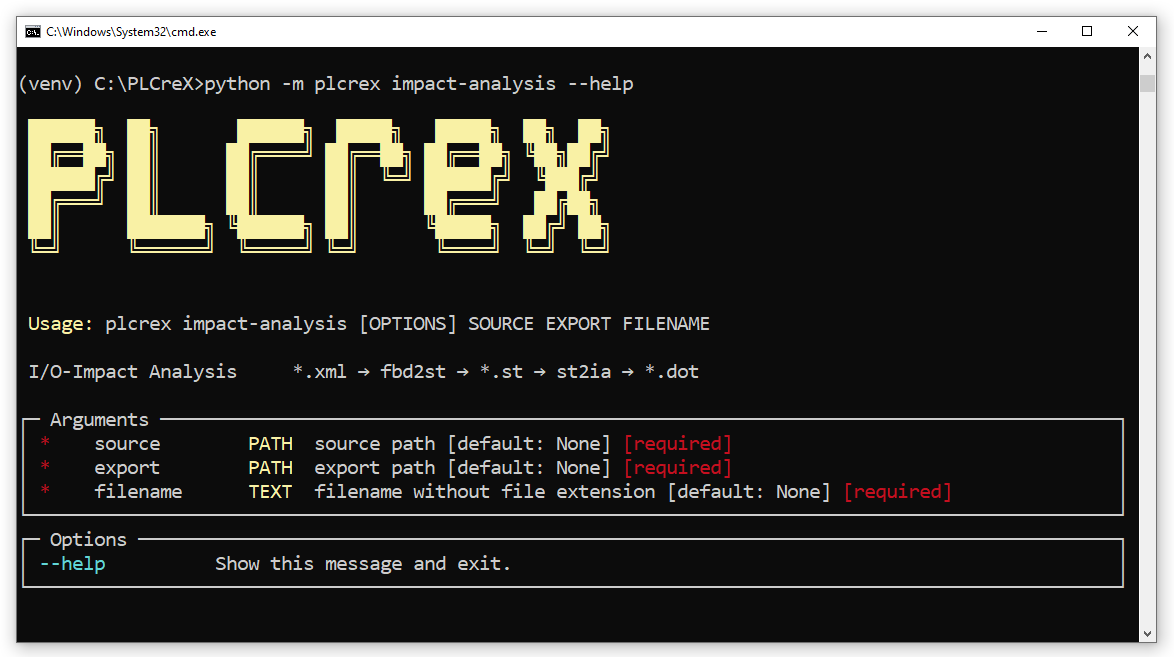 C:\Windows\System32\cmd.exe
(venv) C:\PLCreX>python -m plcrex impact-analysis --help
PLCreX
Usage: plcrex impact-analysis [OPTIONS] SOURCE EXPORT FILENAME
I/O-Impact Analysis *.xml → fbd2st → *.st → st2ia → *.dot
Arguments
* source PATH source path [default: None] [required]
* export PATH export path [default: None] [required]
* filename TEXT filename without file extension [default: None] [required]
Options
--help Show this message and exit.